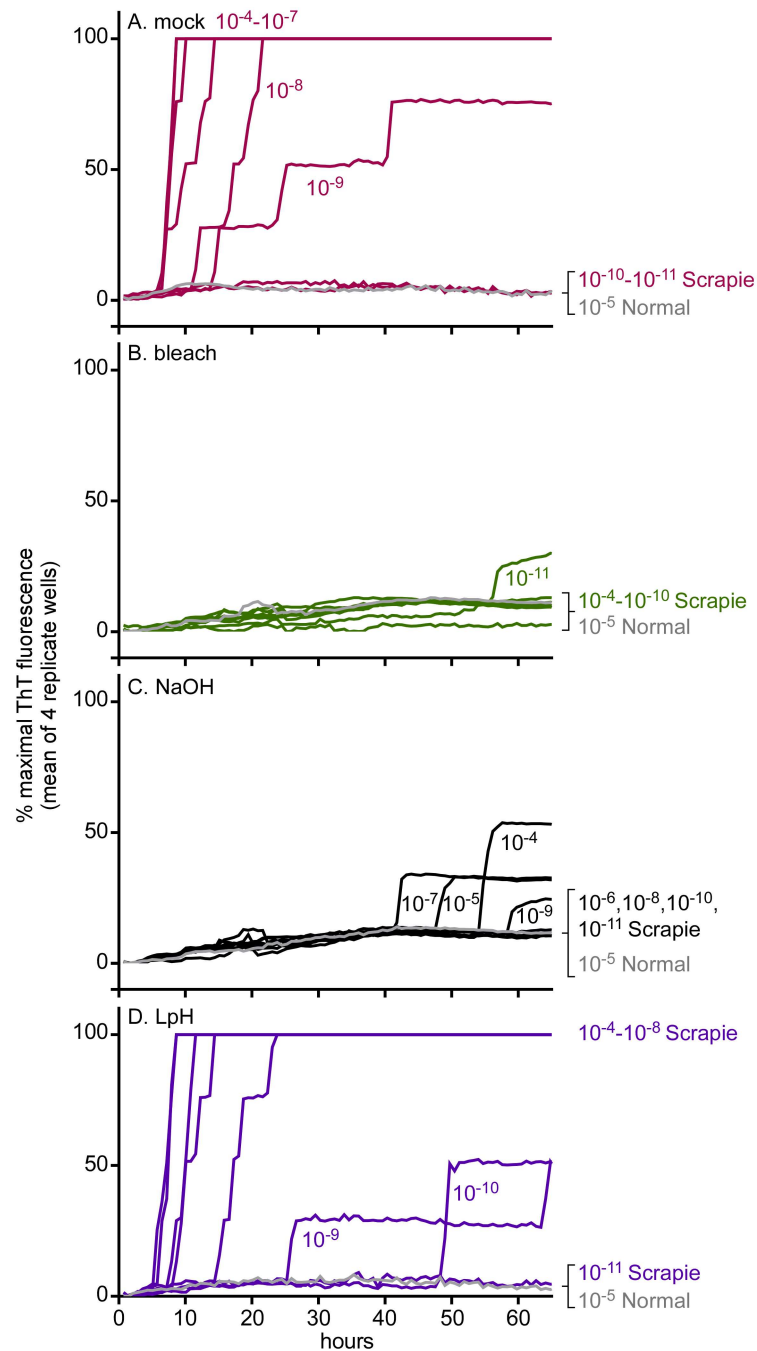 A. mock 10⁻⁴-10⁻⁷
100
10⁻⁸
50
10⁻⁹
10⁻¹⁰-10⁻¹¹ Scrapie
0
10⁻⁵ Normal
B. bleach
100
50
10⁻¹¹
10⁻⁴-10⁻¹⁰ Scrapie
0
10⁻⁵ Normal
% maximal ThT fluorescence
(mean of 4 replicate wells)
C. NaOH
100
50
10⁻⁴
10⁻⁷ 10⁻⁵ 10⁻⁹
10⁻⁶,10⁻⁸,10⁻¹⁰,
10⁻¹¹ Scrapie
0
10⁻⁵ Normal
D. LpH
100
10⁻⁴-10⁻⁸ Scrapie
50
10⁻¹⁰
10⁻⁹
10⁻¹¹ Scrapie
0
10⁻⁵ Normal
0 10 20 30 40 50 60
hours